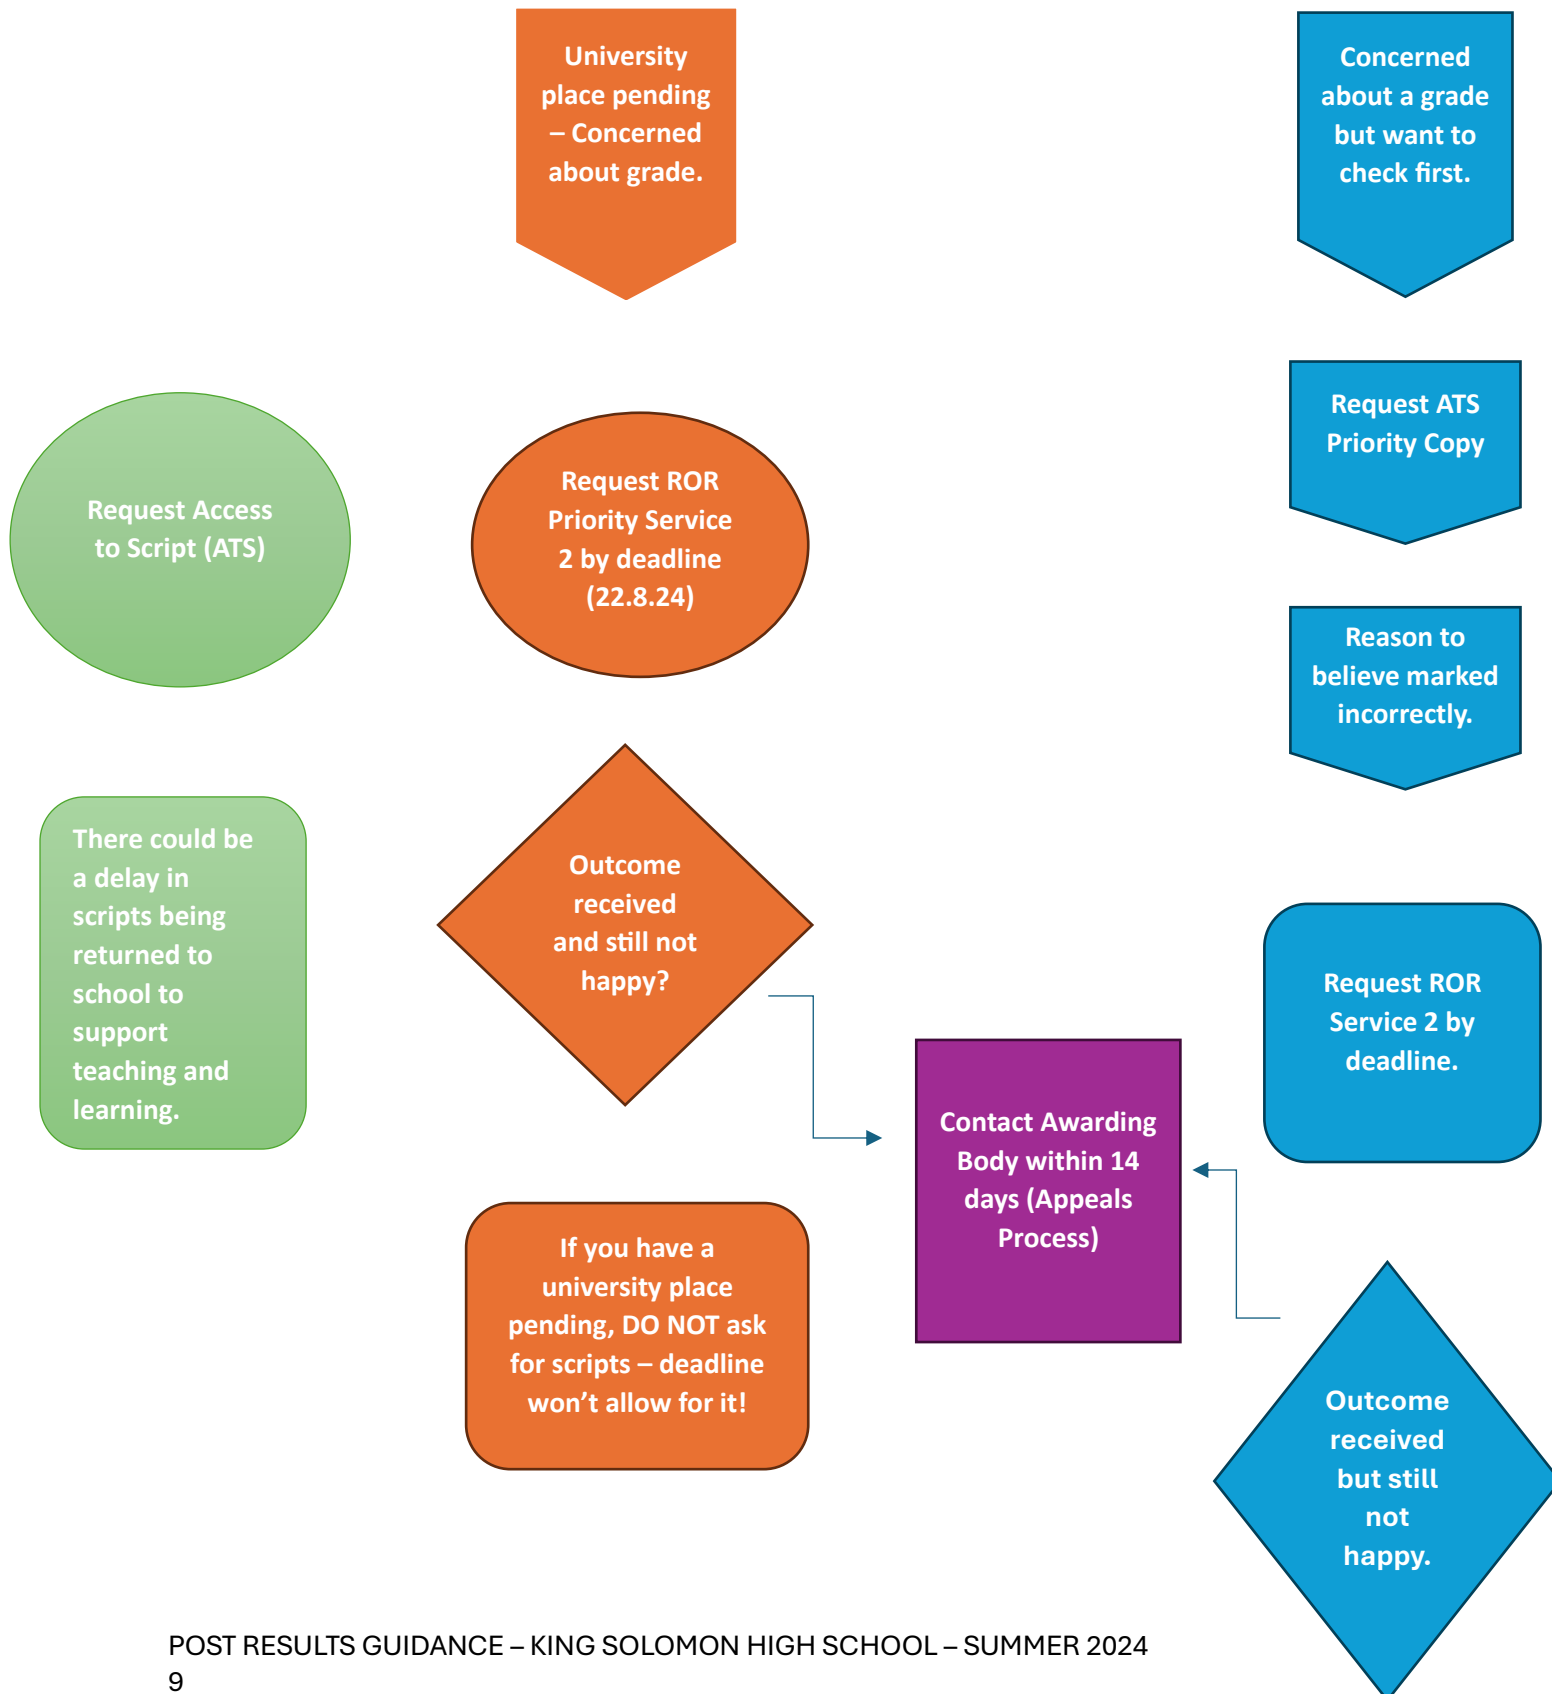 University
place pending
– Concerned
about grade.
Concerned
about a grade
but want to
check first.
Request Access
to Script (ATS)
Request ROR
Priority Service
2 by deadline
(22.8.24)
Request ATS
Priority Copy
Reason to
believe marked
incorrectly.
There could be
a delay in
scripts being
returned to
school to
support
teaching and
learning.
Outcome
received
and still not
happy?
Request ROR
Service 2 by
deadline.
Contact Awarding
Body within 14
days (Appeals
Process)
If you have a
university place
pending, DO NOT ask
for scripts – deadline
won’t allow for it!
Outcome
received
but still
not
happy.
POST RESULTS GUIDANCE – KING SOLOMON HIGH SCHOOL – SUMMER 2024
9